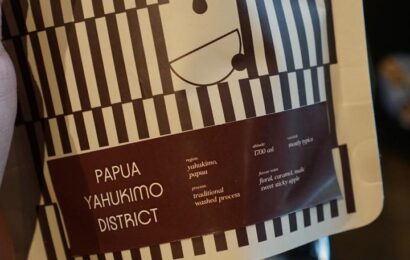 PAPUA
YAHUKIMO
DISTRICT
region:
yahukimo,
papua
process:
traditional
washed process
altitude:
1700 asl
varietal:
mostly typica
flavour notes:
floral, caramel, malic
sweet sticky apple